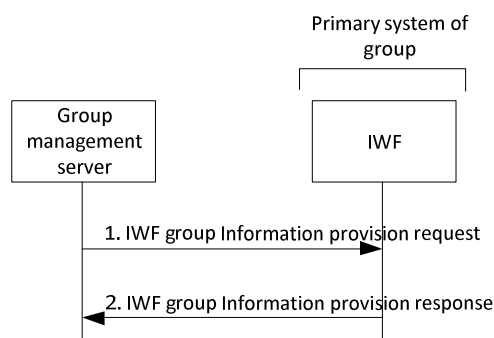 Primary system of
group
Group
management
server
IWF
1. IWF group Information provision request
2. IWF group Information provision response